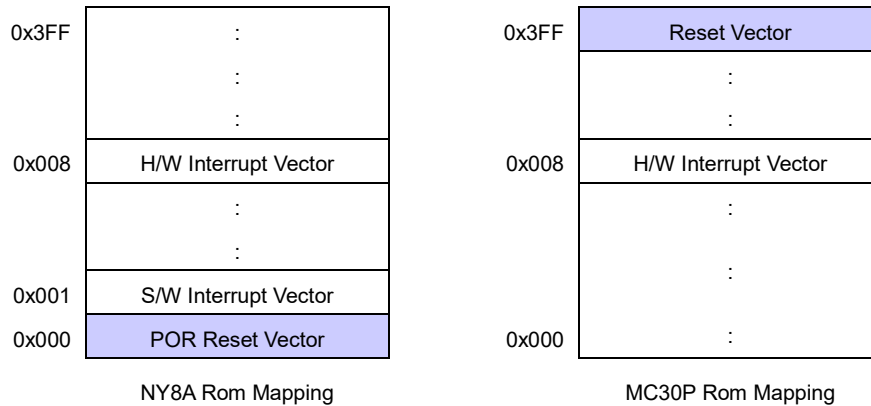 0x3FF
:
:
:
0x008
H/W Interrupt Vector
:
:
0x001
S/W Interrupt Vector
0x000
POR Reset Vector
NY8A Rom Mapping
0x3FF
Reset Vector
:
:
0x008
H/W Interrupt Vector
:
:
0x000
:
MC30P Rom Mapping